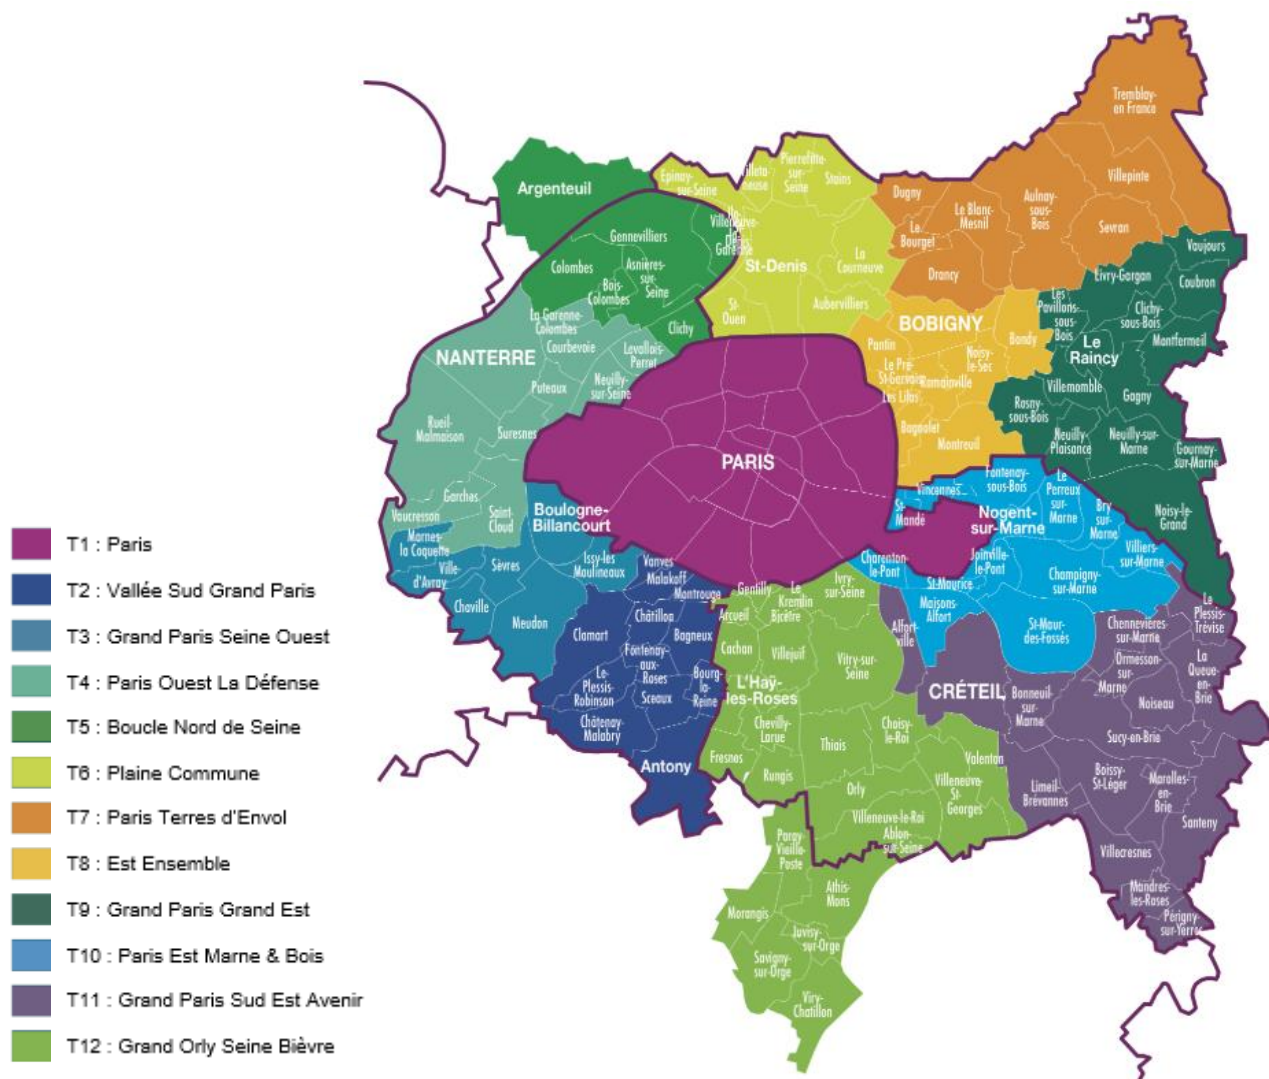 Tremblay-
en France
Villepinte
Aulnay-
sous-
Bois
Sevran
Le Blanc-
Mesnil
Dugny
Le
Bourget
Drancy
Epinay-
sur-Seine
Villeta-
neuse
Pierrefitte-
sur-
Seine
Stains
St-Denis
La
Courneuve
Aubervilliers
St-
Ouen
Argenteuil
Gennevilliers
Villeneuve-
la-
Garenne
Colombes
Asnières-
sur-
Seine
Bois-
Colombes
Clichy
La Garenne-
Colombes
Courbevoie
Levallois-
Perret
NANTERRE
Puteaux
Neuilly-
sur-Seine
Rueil-
Malmaison
Suresnes
Garches
Saint-
Cloud
Vaucresson
Vaujours
Livry-Gargan
Coubron
Les
Pavillons-
sous-
Bois
Clichy-
sous-Bois
Montfermeil
Le
Raincy
Villemomble
Gagny
Rosny-
sous-Bois
Neuilly-
Plaisance
Neuilly-sur-
Marne
Gournay-
sur-Marne
Noisy-le-
Grand
BOBIGNY
Pantin
Bondy
Noisy-
le-Sec
Le Pré-
St-Gervais
Romainville
Les Lilas
Bagnolet
Montreuil
PARIS
Vincennes
Fontenay-
sous-Bois
St-
Mandé
Nogent-
sur-Marne
Le
Perreux
sur-
Marne
Bry
sur-
Marne
Villiers-
sur-Marne
Charenton-
le-Pont
Joinville-
le-Pont
St-Maurice
Champigny-
sur-Marne
Maisons-
Alfort
St-Maur-
des-Fossés
Boulogne-
Billancourt
Marnes-
la Coquette
Ville-
d'Avray
Sèvres
Issy-les
Moulineaux
Chaville
Meudon
Vanves
Malakoff
Montrouge
Châtillon
Clamart
Bagneux
Fontenay-
aux-
Roses
Le-
Plessis-
Robinson
Sceaux
Bourg-
la-
Reine
Châtenay-
Malabry
Antony
Gentilly
Le
Kremlin
Bicêtre
Ivry-
sur-Seine
Arcueil
Cachan
Villejuif
Vitry-sur-
Seine
L'Haÿ-
les-Roses
Chevilly-
Larue
Thiais
Choisy-
le-Roi
Fresnes
Rungis
Orly
Valenton
Villeneuve-
St-
Georges
Villeneuve-le-Roi
Ablon-
sur-Seine
Paray-
Vieille-
Poste
Athis-
Mons
Morangis
Juvisy-
sur-Orge
Savigny-
sur-Orge
Viry-
Chatillon
Alfort-
ville
CRÉTEIL
Bonneuil-
sur-
Marne
Chennevières-
sur-Marne
Le
Plessis-
Trévise
Ormesson-
sur-
Marne
La
Queue-
en-
Brie
Noiseau
Sucy-en-Brie
Limeil-
Brévannes
Boissy-
St-Léger
Marolles-
en-
Brie
Santeny
Villecresnes
Mandres-
les-Roses
Périgny-
sur-Yerres
T1 : Paris
T2 : Vallée Sud Grand Paris
T3 : Grand Paris Seine Ouest
T4 : Paris Ouest La Défense
T5 : Boucle Nord de Seine
T6 : Plaine Commune
T7 : Paris Terres d'Envol
T8 : Est Ensemble
T9 : Grand Paris Grand Est
T10 : Paris Est Marne & Bois
T11 : Grand Paris Sud Est Avenir
T12 : Grand Orly Seine Bièvre